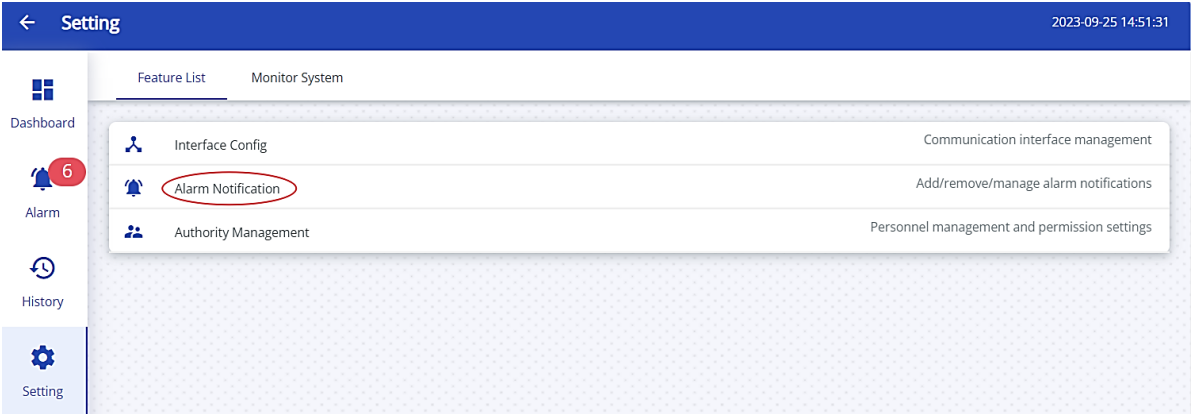 Setting
2023-09-25 14:51:31
Feature List
Monitor System
Dashboard
6
Alarm
History
Setting
Interface Config
Communication interface management
Alarm Notification
Add/remove/manage alarm notifications
Authority Management
Personnel management and permission settings